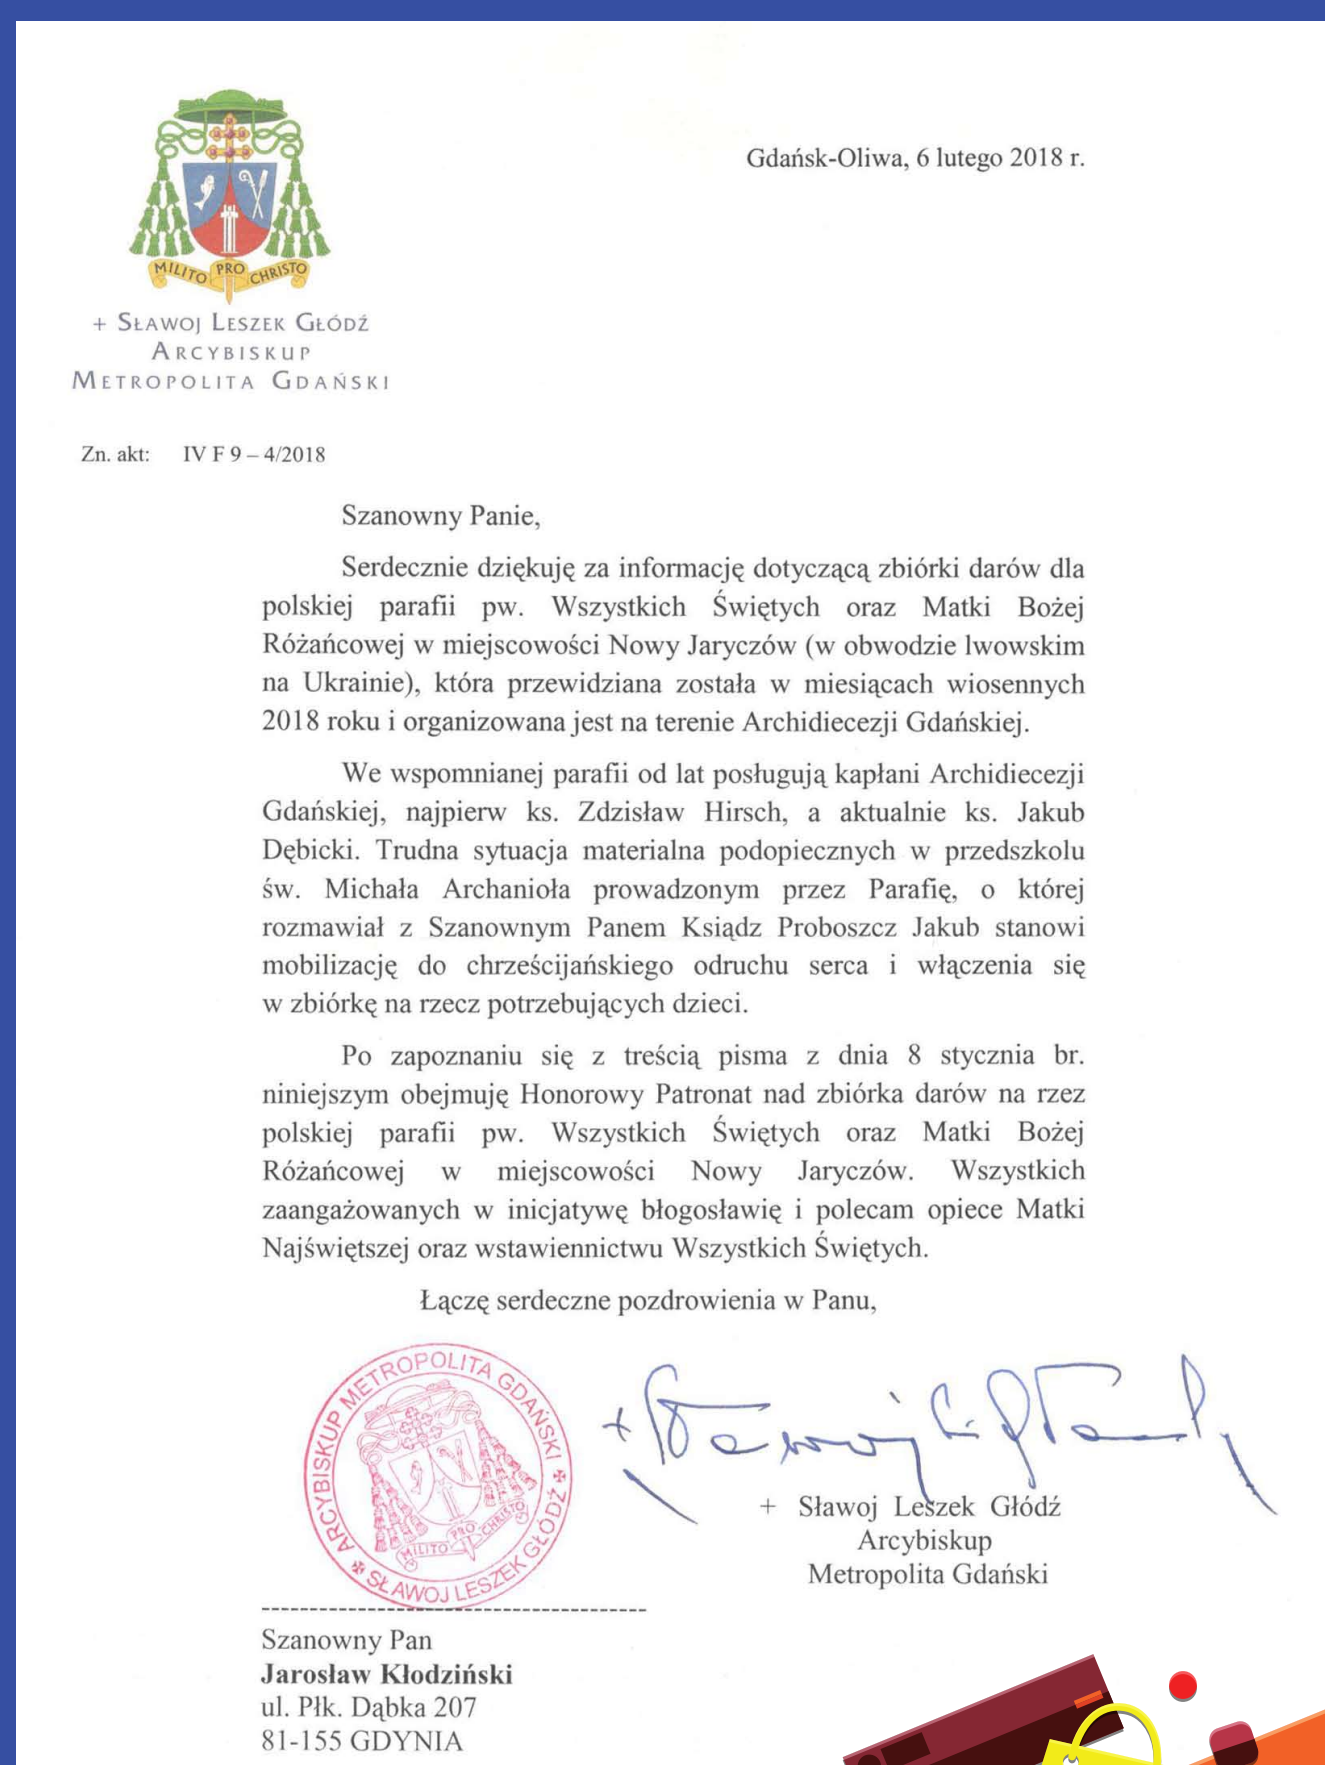 Gdańsk-Oliwa, 6 lutego 2018 r.
MILITO PRO CHRISTO
+ SŁAWOJ LESZEK GŁÓDŹ
ARCYBISKUP
METROPOLITA GDAŃSKI
Zn. akt: IV F 9 – 4/2018
Szanowny Panie,
Serdecznie dziękuję za informację dotyczącą zbiórki darów dla
polskiej parafii pw. Wszystkich Świętych oraz Matki Bożej
Różańcowej w miejscowości Nowy Jaryczów (w obwodzie lwowskim
na Ukrainie), która przewidziana została w miesiącach wiosennych
2018 roku i organizowana jest na terenie Archidiecezji Gdańskiej.
We wspomnianej parafii od lat posługują kapłani Archidiecezji
Gdańskiej, najpierw ks. Zdzisław Hirsch, a aktualnie ks. Jakub
Dębicki. Trudna sytuacja materialna podopiecznych w przedszkolu
św. Michała Archanioła prowadzonym przez Parafię, o której
rozmawiał z Szanownym Panem Ksiądz Proboszcz Jakub stanowi
mobilizację do chrześcijańskiego odruchu serca i włączenia się
w zbiórkę na rzecz potrzebujących dzieci.
Po zapoznaniu się z treścią pisma z dnia 8 stycznia br.
niniejszym obejmuję Honorowy Patronat nad zbiórka darów na rzez
polskiej parafii pw. Wszystkich Świętych oraz Matki Bożej
Różańcowej w miejscowości Nowy Jaryczów. Wszystkich
zaangażowanych w inicjatywę błogosławię i polecam opiece Matki
Najświętszej oraz wstawiennictwu Wszystkich Świętych.
Łączę serdeczne pozdrowienia w Panu,
ARCYBISKUP METROPOLITA GDAŃSKI
SŁAWOJ LESZEK GŁÓDŹ
MILITO PRO CHRISTO
+ Sławoj L. Głódź
+ Sławoj Leszek Głódź
Arcybiskup
Metropolita Gdański
Szanowny Pan
Jarosław Kłodziński
ul. Płk. Dąbka 207
81-155 GDYNIA